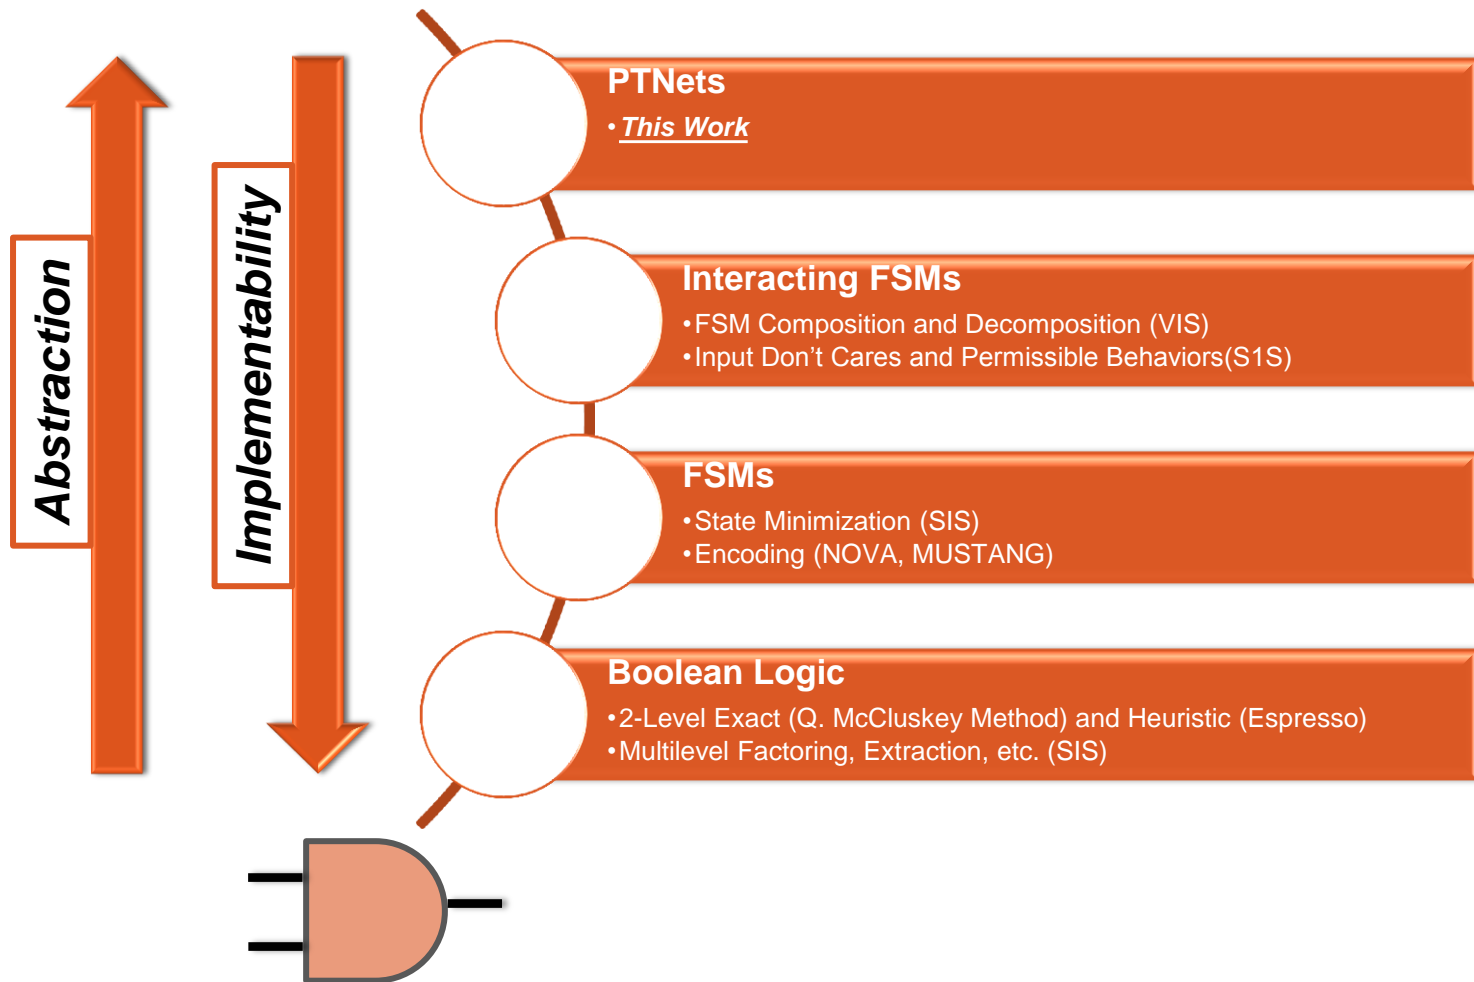 Abstraction
Implementability
PTNets
•This Work
Interacting FSMs
•FSM Composition and Decomposition (VIS)
•Input Don’t Cares and Permissible Behaviors(S1S)
FSMs
•State Minimization (SIS)
•Encoding (NOVA, MUSTANG)
Boolean Logic
•2-Level Exact (Q. McCluskey Method) and Heuristic (Espresso)
•Multilevel Factoring, Extraction, etc. (SIS)